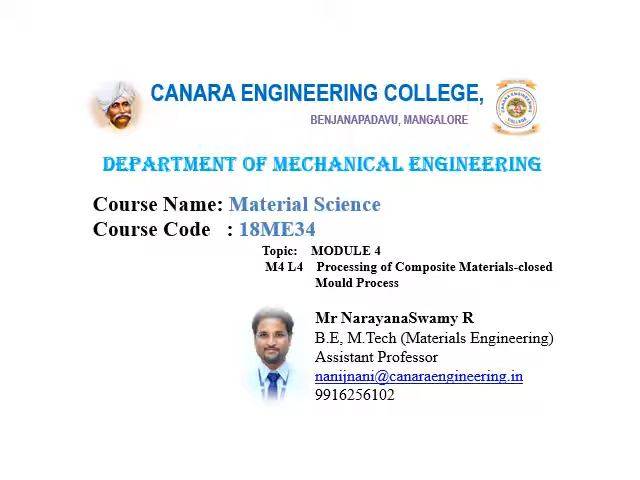 CANARA ENGINEERING COLLEGE,
BENJANAPADAVU, MANGALORE
DEPARTMENT OF MECHANICAL ENGINEERING
Course Name: Material Science
Course Code : 18ME34
Topic: MODULE 4
M4 L4 Processing of Composite Materials-closed
Mould Process
Mr NarayanaSwamy R
B.E, M.Tech (Materials Engineering)
Assistant Professor
nanijnani@canaraengineering.in
9916256102